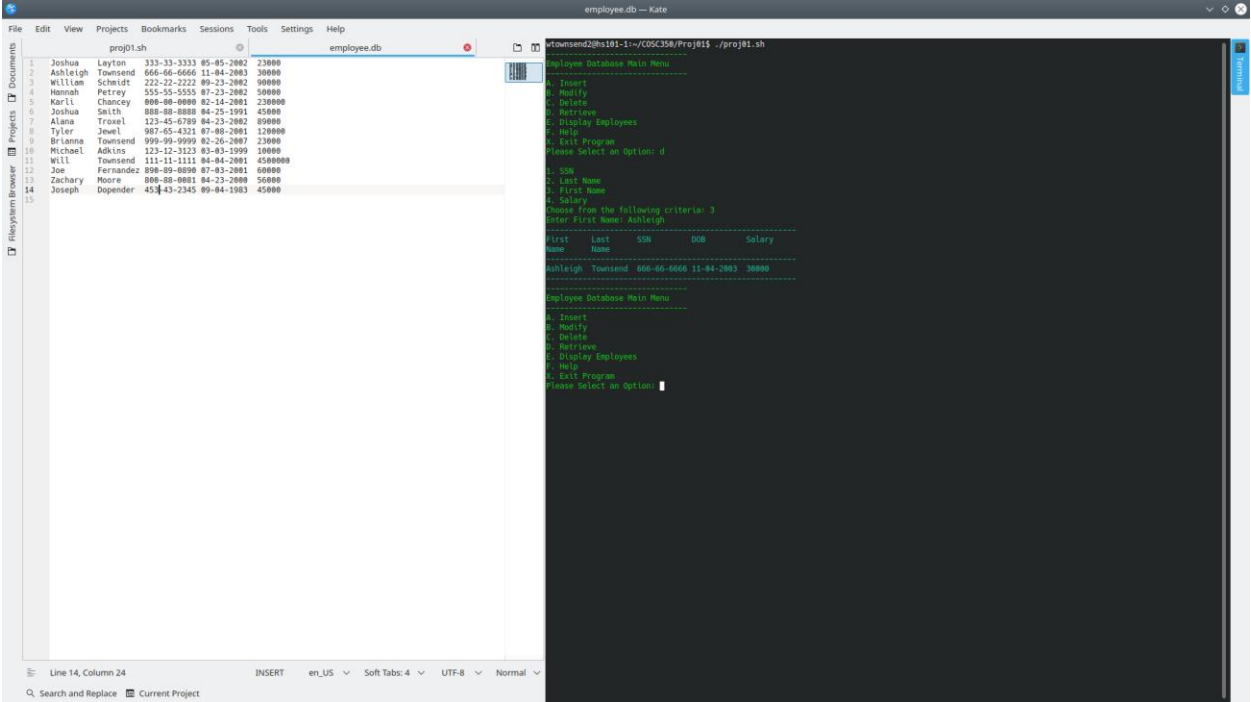 employee.db — Kate
File Edit View Projects Bookmarks Sessions Tools Settings Help
proj01.sh
employee.db
Documents
Projects
Filesystem Browser
1 Joshua Layton 333-33-3333 05-05-2002 23000
2 Ashleigh Townsend 666-66-6666 11-04-2003 30000
3 William Schmidt 222-22-2222 09-23-2002 90000
4 Hannah Petrey 555-55-5555 07-23-2002 50000
5 Karli Chancey 000-00-0000 02-14-2001 230000
6 Joshua Smith 888-88-8888 04-25-1991 45000
7 Alana Troxel 123-45-6789 04-23-2002 89000
8 Tyler Jewel 987-65-4321 07-08-2001 120000
9 Brianna Townsend 999-99-9999 02-26-2007 23000
10 Michael Adkins 123-12-3123 03-03-1999 10000
11 Will Townsend 111-11-1111 04-04-2001 4500000
12 Joe Fernandez 890-89-0890 07-03-2001 60000
13 Zachary Moore 800-88-0081 04-23-2000 56000
14 Joseph Dopender 453-43-2345 09-04-1983 45000
15
Line 14, Column 24 INSERT en_US Soft Tabs: 4 UTF-8 Normal
Search and Replace Current Project
wtownsend2@hs101-1:~/COSC350/Proj01$ ./proj01.sh
-------------------------------
Employee Database Main Menu
-------------------------------
A. Insert
B. Modify
C. Delete
D. Retrieve
E. Display Employees
F. Help
X. Exit Program
Please Select an Option: d
1. SSN
2. Last Name
3. First Name
4. Salary
Choose from the following criteria: 3
Enter First Name: Ashleigh
-------------------------------------------------------
First Last SSN DOB Salary
Name Name
-------------------------------------------------------
Ashleigh Townsend 666-66-6666 11-04-2003 30000
-------------------------------------------------------
-------------------------------
Employee Database Main Menu
-------------------------------
A. Insert
B. Modify
C. Delete
D. Retrieve
E. Display Employees
F. Help
X. Exit Program
Please Select an Option:
Terminal